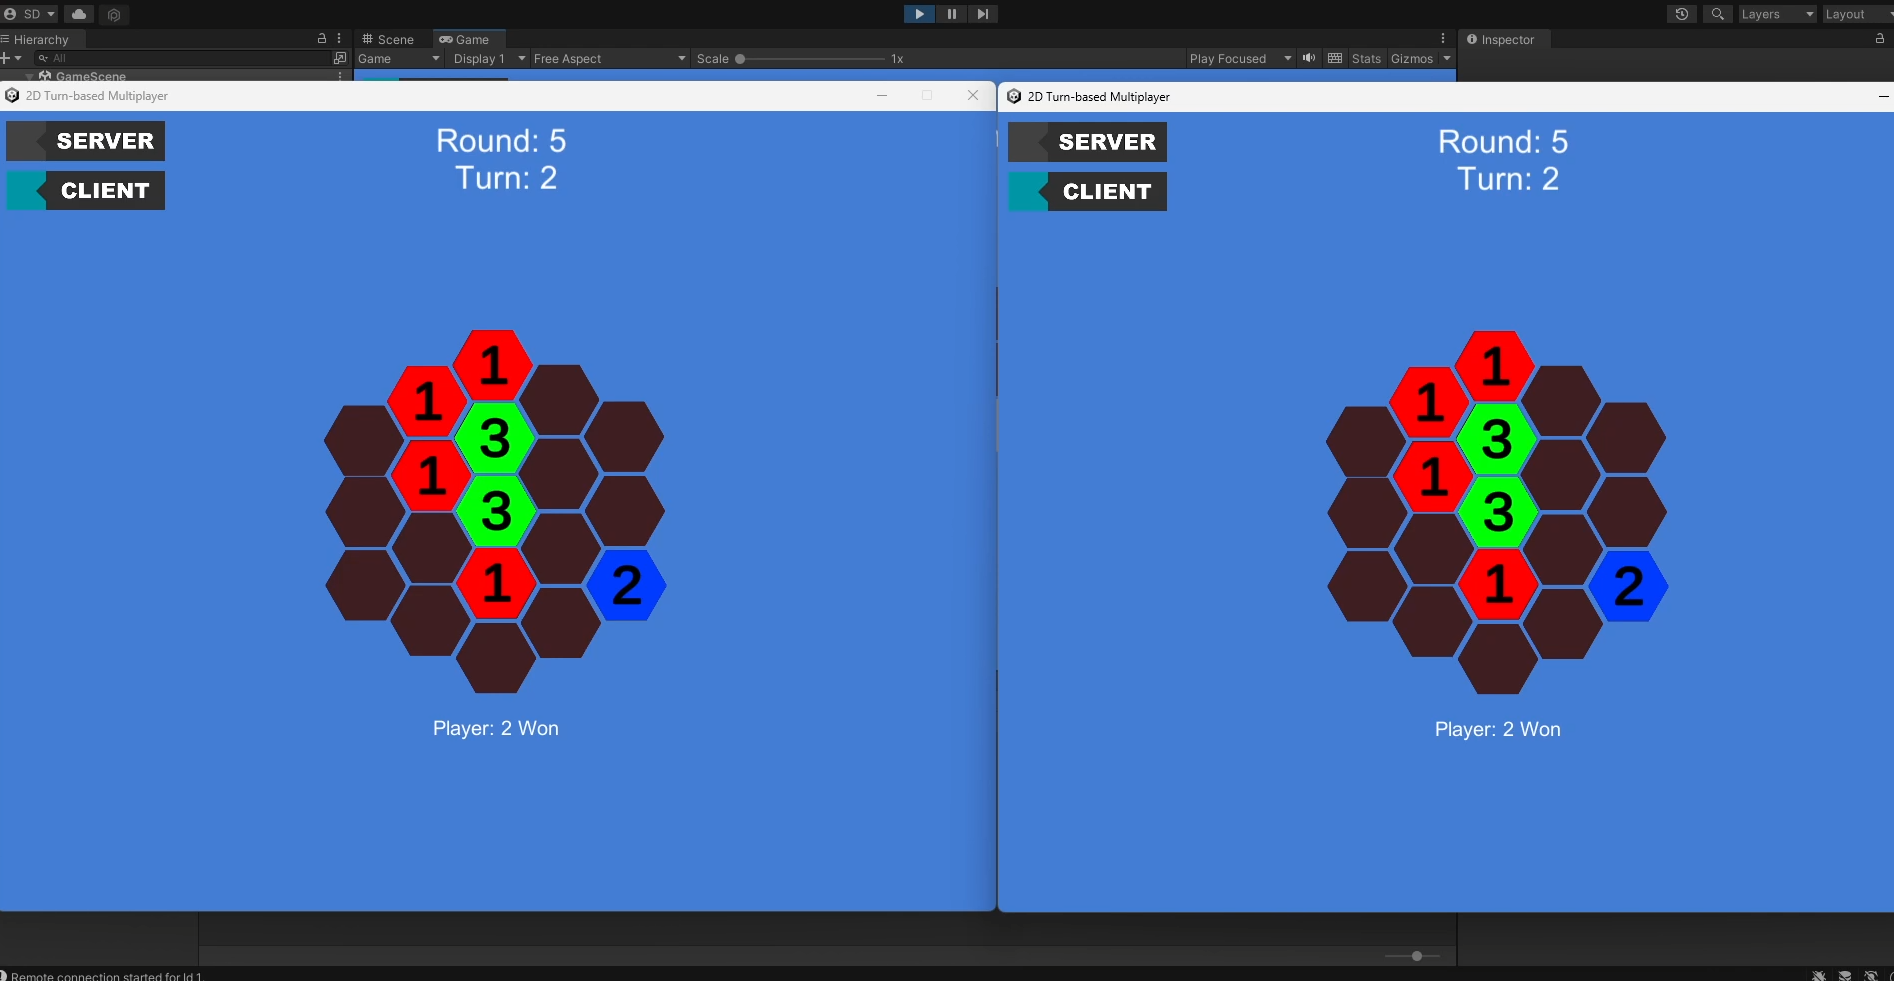 SD
Layers
Layout
Hierarchy
Scene
Game
Inspector
All
Game
Display 1
Free Aspect
Scale
1x
Play Focused
Stats
Gizmos
GameScene
2D Turn-based Multiplayer
SERVER
CLIENT
Round: 5
Turn: 2
1
1
3
1
3
1
2
Player: 2 Won
2D Turn-based Multiplayer
SERVER
CLIENT
Round: 5
Turn: 2
1
1
3
1
3
1
2
Player: 2 Won
Remote connection started for Id 1.